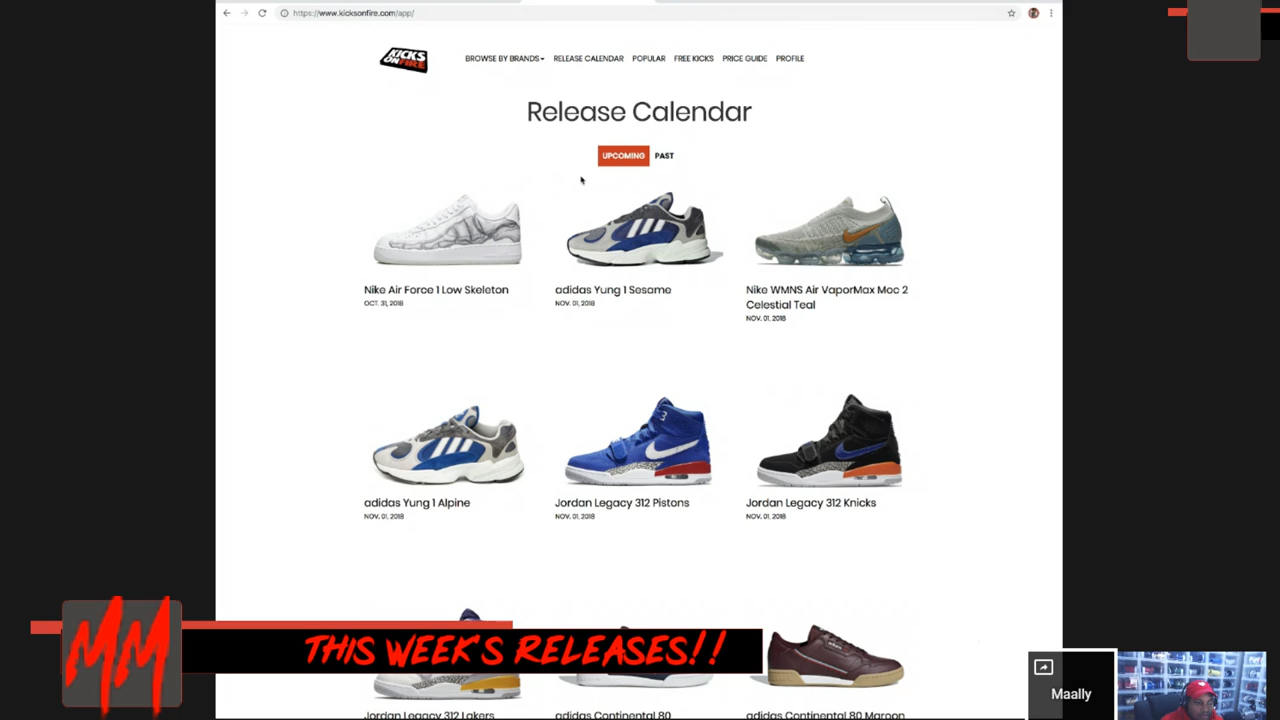 https://www.kicksonfire.com/app/
KICKS
ONFIRE
BROWSE BY BRANDS RELEASE CALENDAR POPULAR FREE KICKS PRICE GUIDE PROFILE
Release Calendar
UPCOMING PAST
Nike Air Force 1 Low Skeleton
OCT. 31, 2018
adidas Yung 1 Sesame
NOV. 01, 2018
Nike WMNS Air VaporMax Moc 2
Celestial Teal
NOV. 01, 2018
adidas Yung 1 Alpine
NOV. 01, 2018
Jordan Legacy 312 Pistons
NOV. 01, 2018
Jordan Legacy 312 Knicks
NOV. 01, 2018
Jordan Legacy 312 Lakers
adidas Continental 80
adidas Continental 80 Maroon
MM
THIS WEEK'S RELEASES!!
Maally